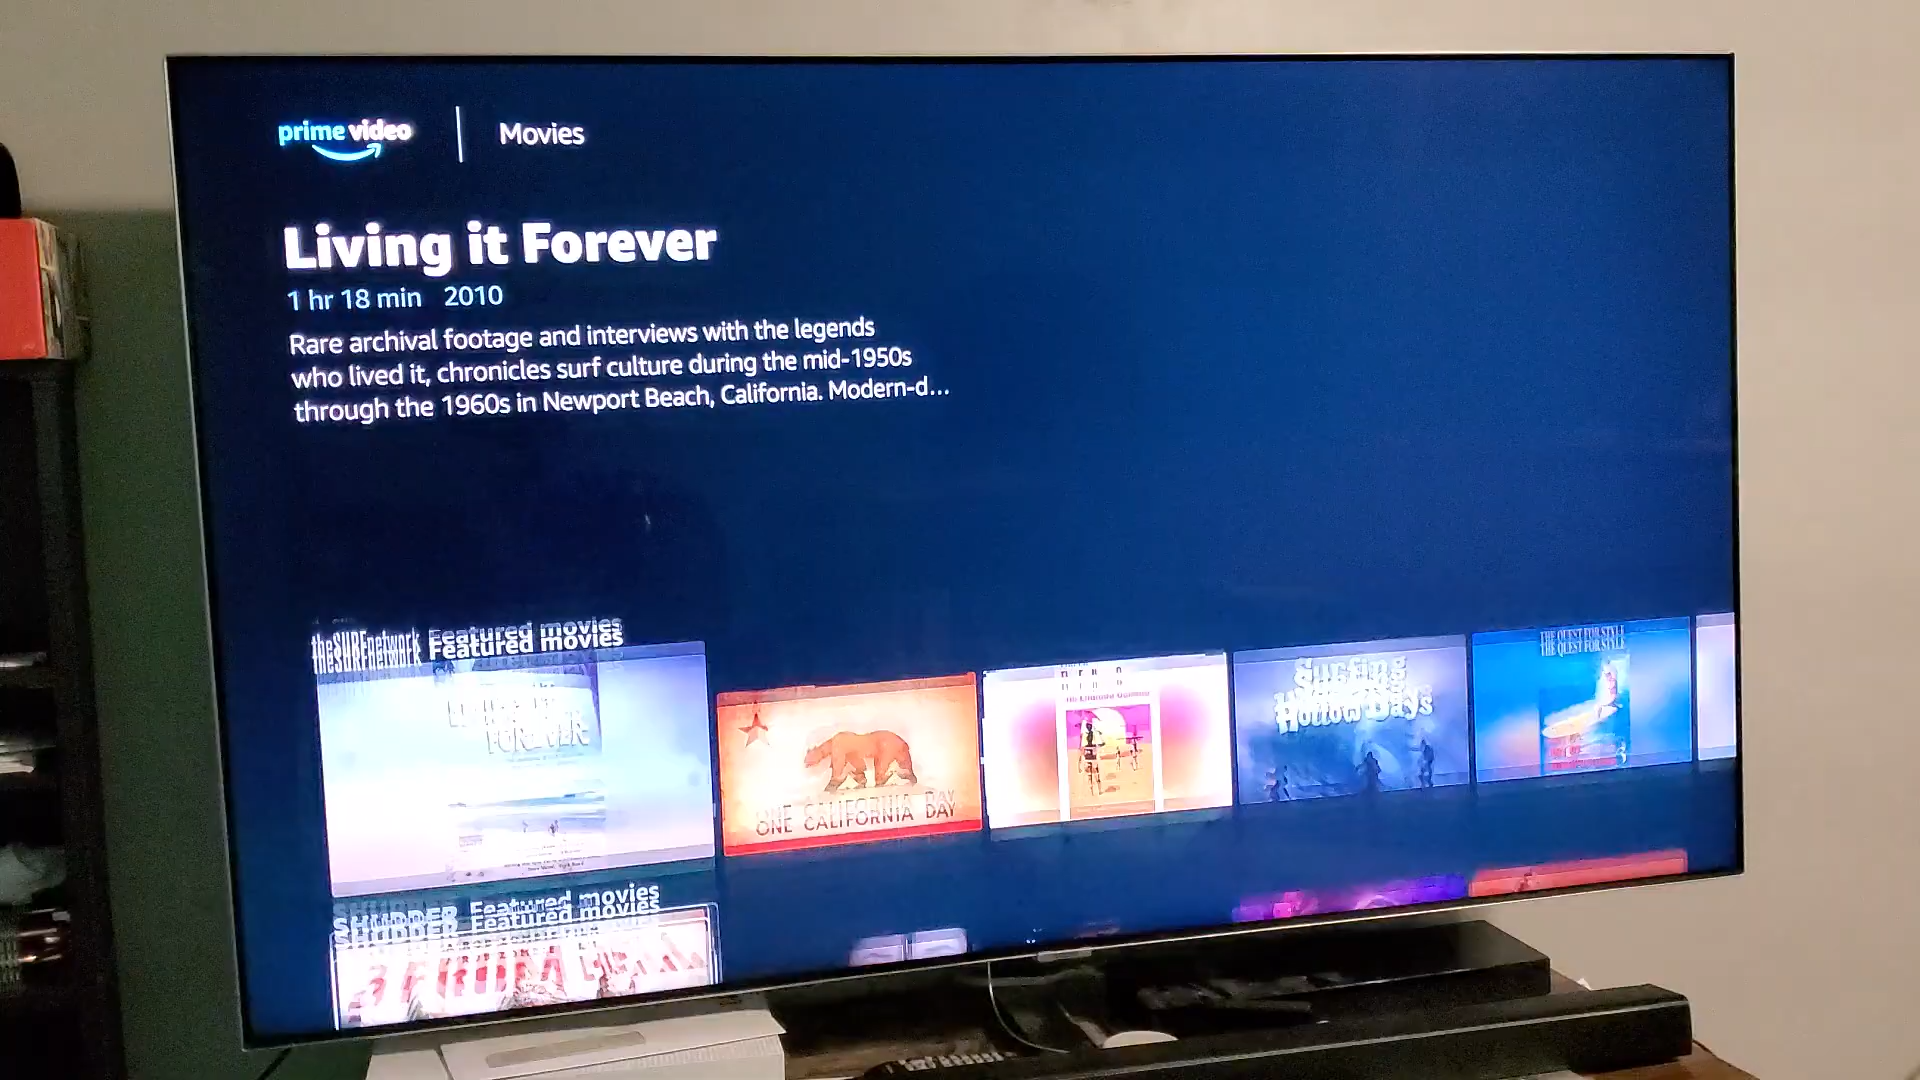 prime video
Movies
Living it Forever
1 hr 18 min 2010
Rare archival footage and interviews with the legends
who lived it, chronicles surf culture during the mid-1950s
through the 1960s in Newport Beach, California. Modern-d...
theSURFnetwork Featured movies
FOREVER
ONE CALIFORNIA DAY
Surfing
Hollow Days
THE QUEST FOR STYLE
SHUDDER Featured movies